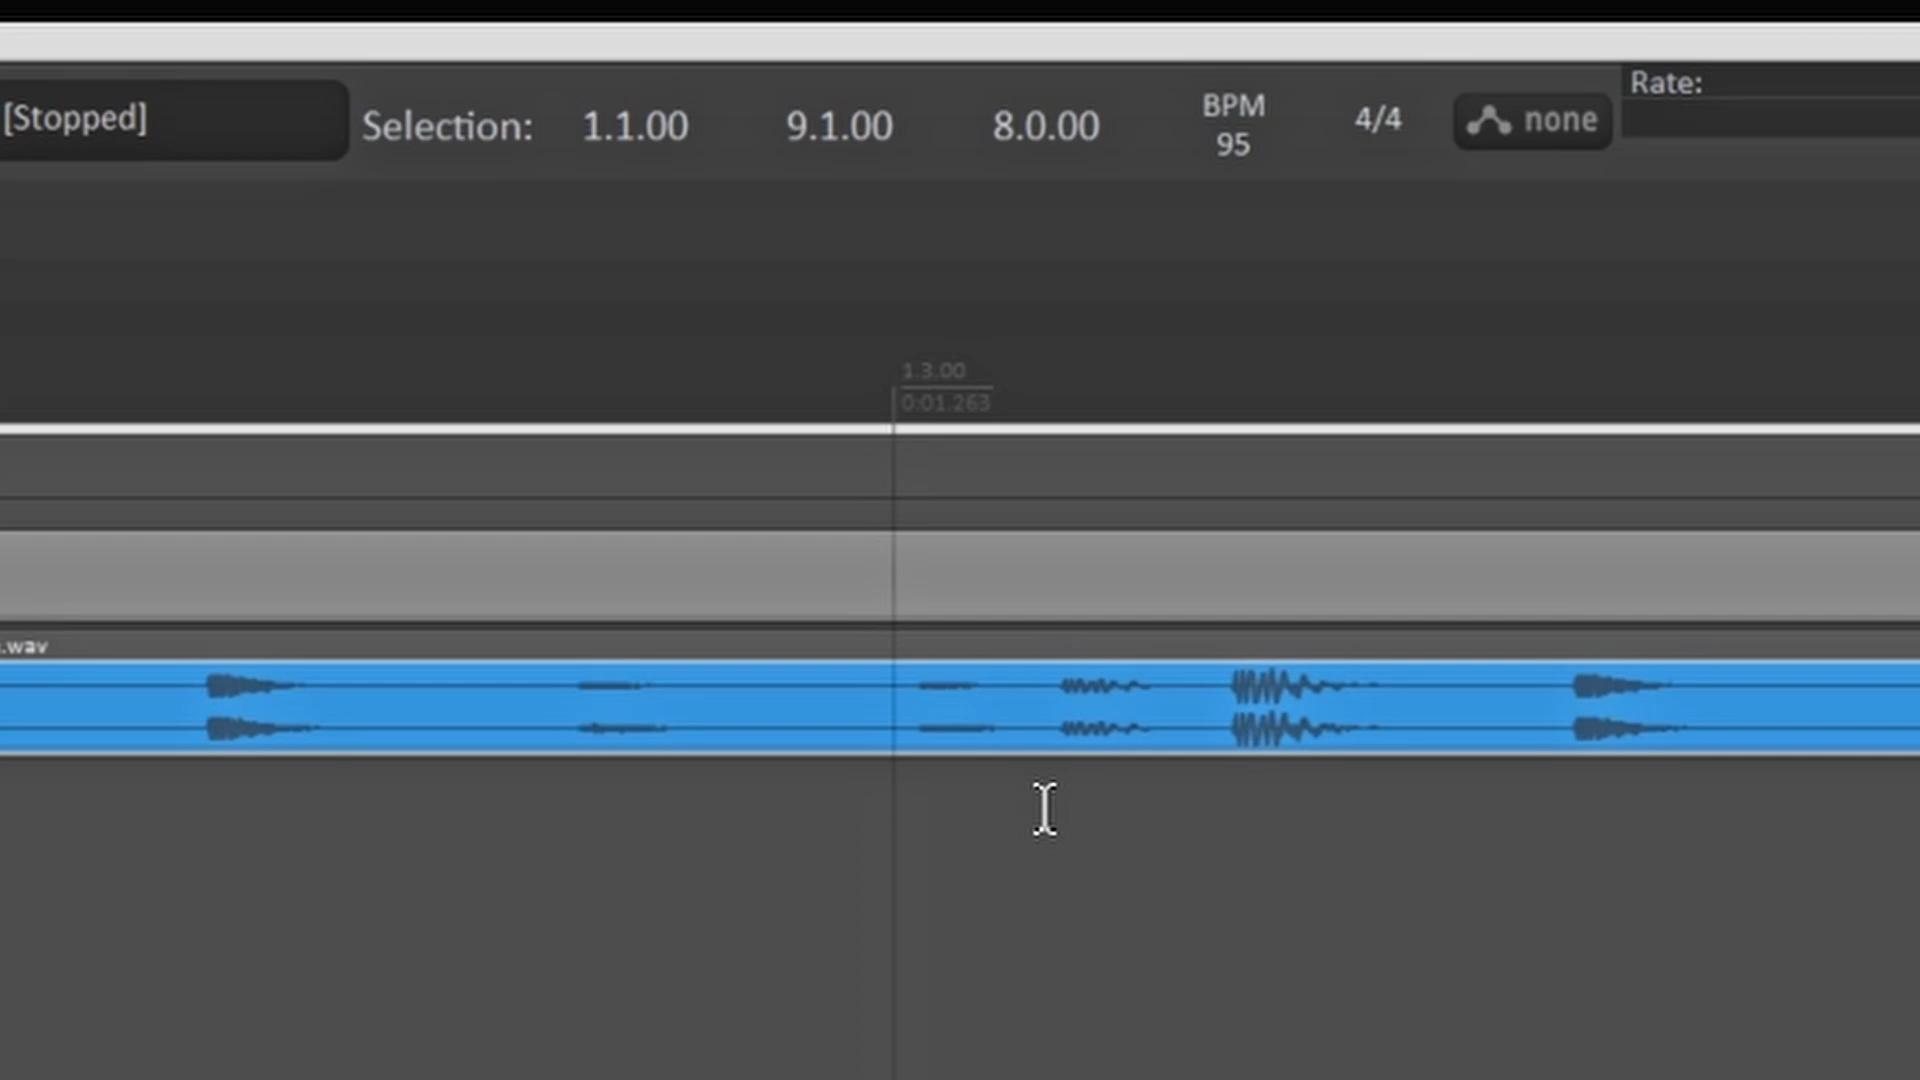 [Stopped]
Selection: 1.1.00 9.1.00 8.0.00
BPM
95
4/4
none
Rate:
1.3.00
0:01.263
.wav